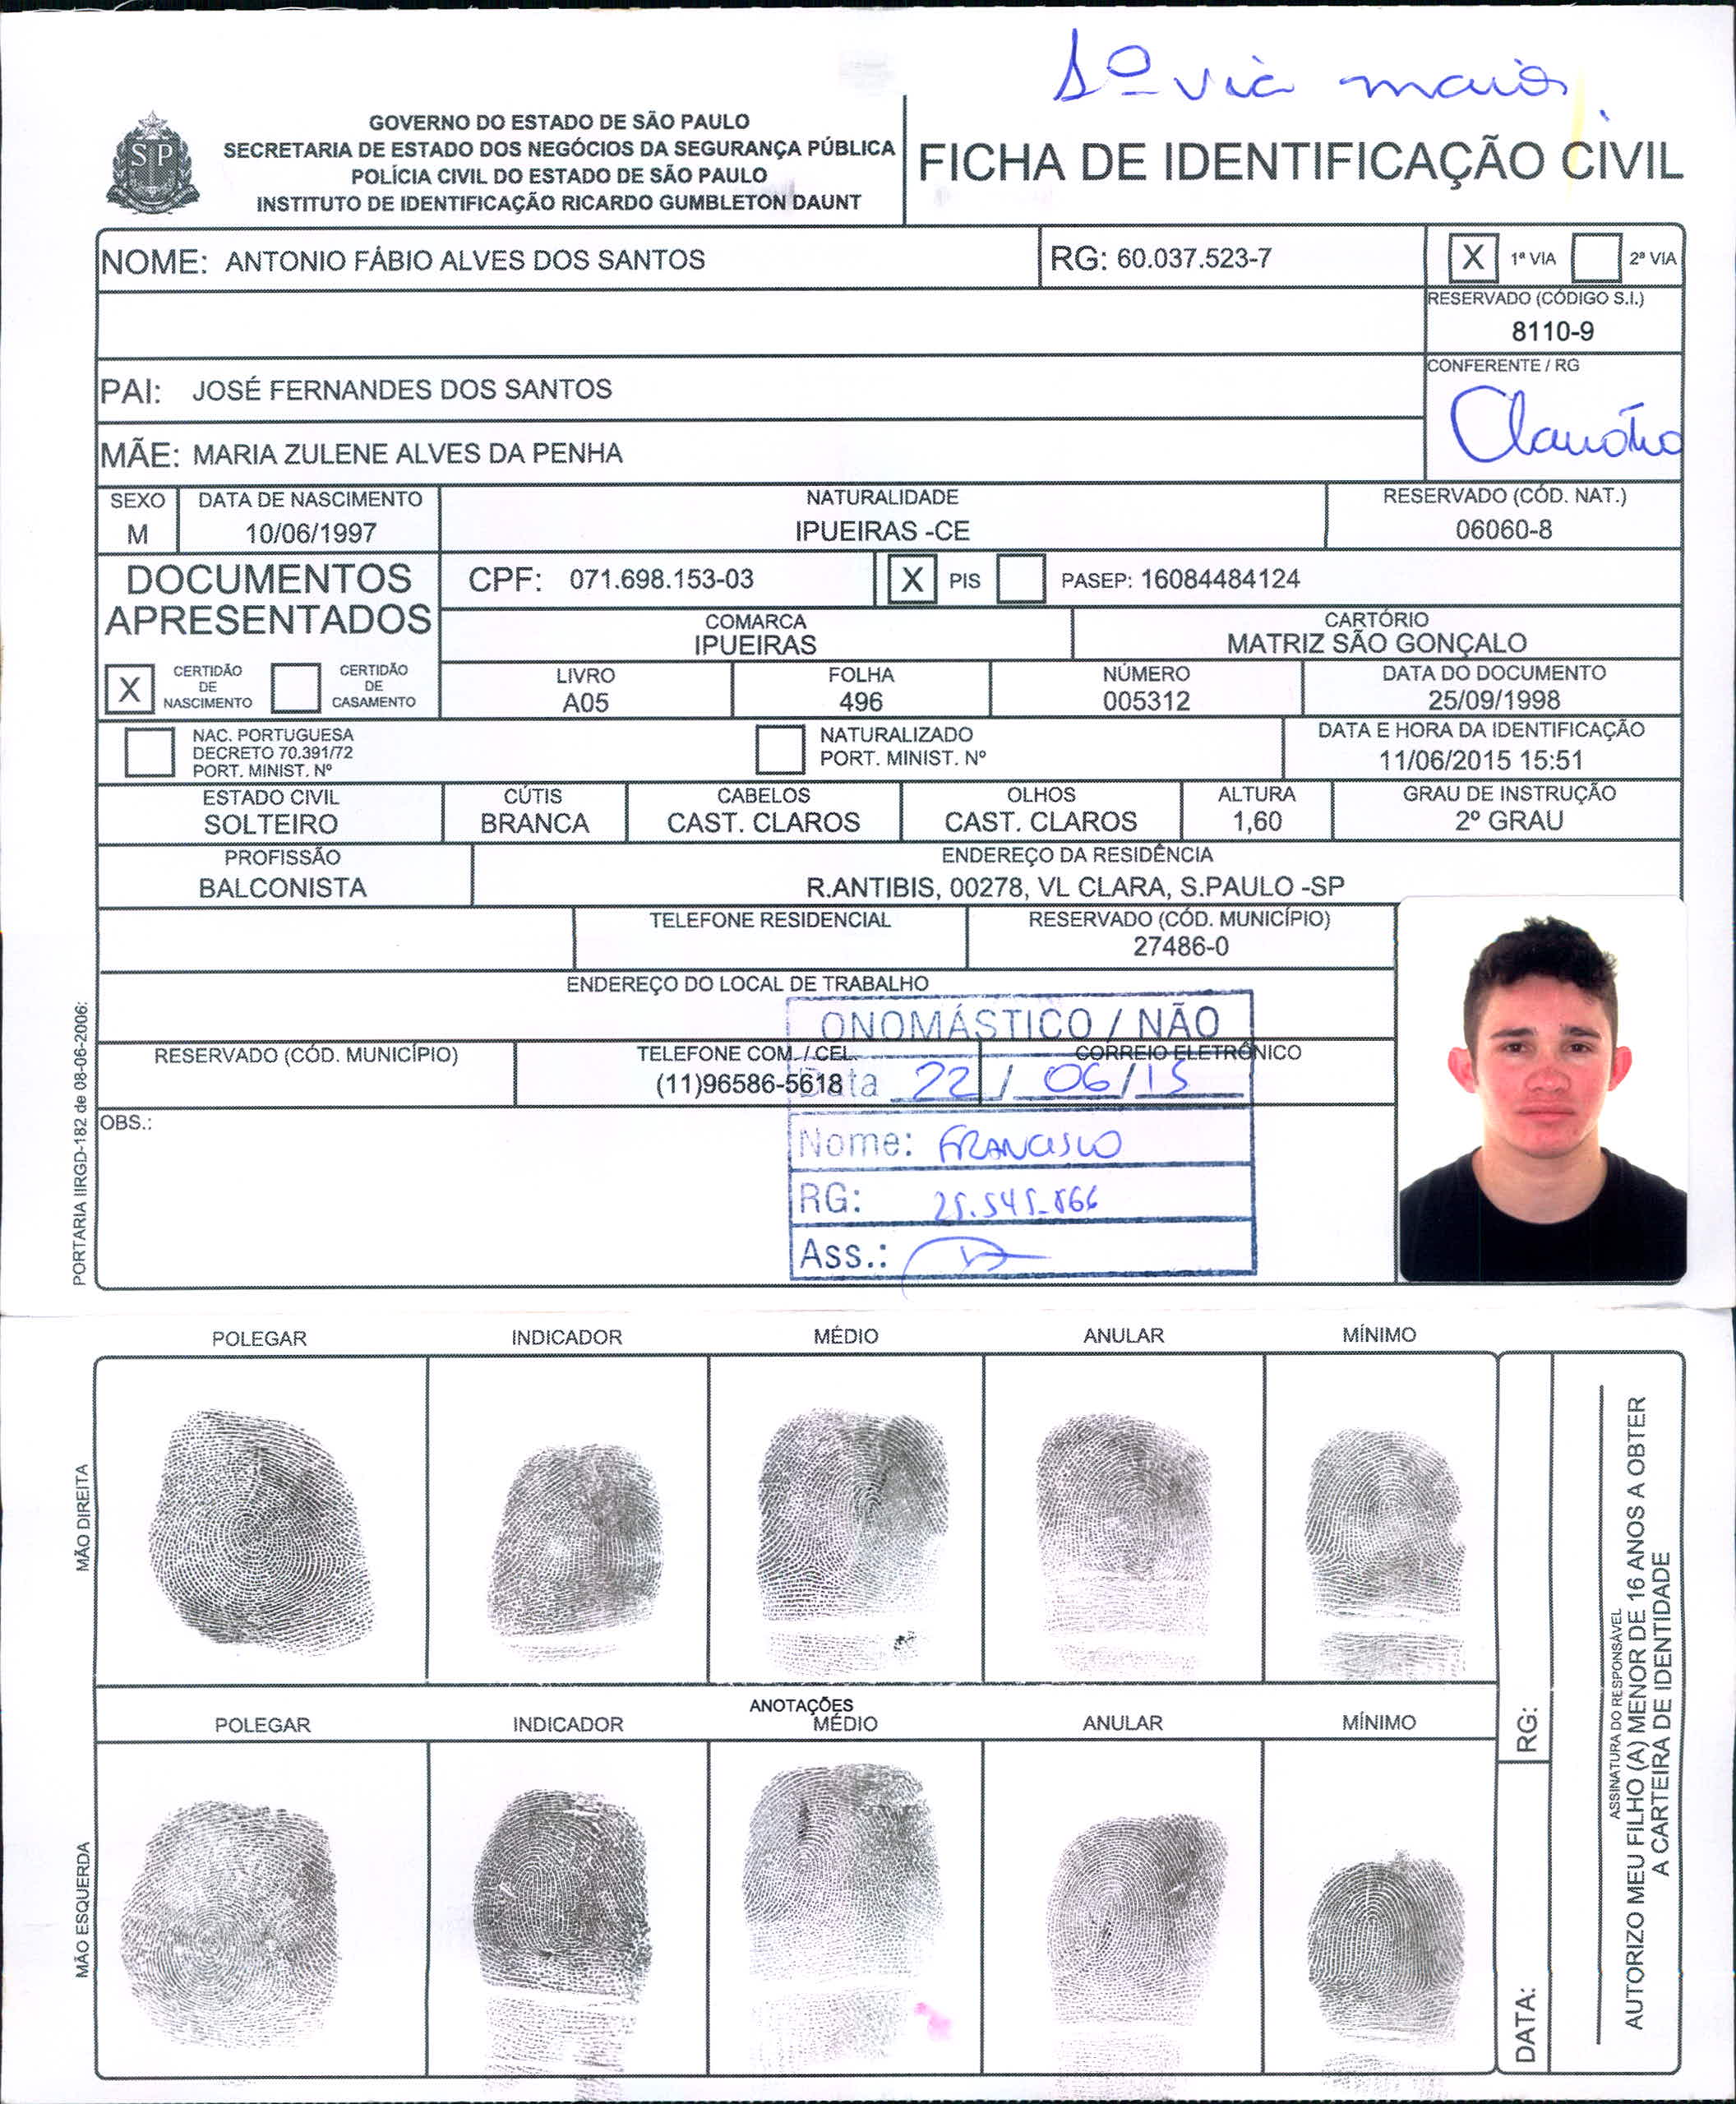 1ª via maior
GOVERNO DO ESTADO DE SÃO PAULO
SECRETARIA DE ESTADO DOS NEGÓCIOS DA SEGURANÇA PÚBLICA
POLÍCIA CIVIL DO ESTADO DE SÃO PAULO
INSTITUTO DE IDENTIFICAÇÃO RICARDO GUMBLETON DAUNT
SP
FICHA DE IDENTIFICAÇÃO CIVIL
NOME: ANTONIO FÁBIO ALVES DOS SANTOS RG: 60.037.523-7 X 1ª VIA 2ª VIA
RESERVADO (CÓDIGO S.I.)
8110-9
PAI: JOSÉ FERNANDES DOS SANTOS
CONFERENTE / RG
MÃE: MARIA ZULENE ALVES DA PENHA
SEXO DATA DE NASCIMENTO NATURALIDADE RESERVADO (CÓD. NAT.)
M 10/06/1997 IPUEIRAS -CE 06060-8
DOCUMENTOS
APRESENTADOS
CPF: 071.698.153-03 X PIS PASEP: 16084484124
COMARCA CARTÓRIO
IPUEIRAS MATRIZ SÃO GONÇALO
X CERTIDÃO DE NASCIMENTO CERTIDÃO DE CASAMENTO
LIVRO FOLHA NÚMERO DATA DO DOCUMENTO
A05 496 005312 25/09/1998
NAC. PORTUGUESA
DECRETO 70.391/72
PORT. MINIST. Nº
NATURALIZADO
PORT. MINIST. Nº
DATA E HORA DA IDENTIFICAÇÃO
11/06/2015 15:51
ESTADO CIVIL CÚTIS CABELOS OLHOS ALTURA GRAU DE INSTRUÇÃO
SOLTEIRO BRANCA CAST. CLAROS CAST. CLAROS 1,60 2º GRAU
PROFISSÃO ENDEREÇO DA RESIDÊNCIA
BALCONISTA R.ANTIBIS, 00278, VL CLARA, S.PAULO -SP
TELEFONE RESIDENCIAL RESERVADO (CÓD. MUNICÍPIO)
27486-0
ENDEREÇO DO LOCAL DE TRABALHO
ONOMÁSTICO / NÃO
RESERVADO (CÓD. MUNICÍPIO) TELEFONE COM. / CEL. CORREIO ELETRÔNICO
(11)96586-5618
Data 22 / 06 / 15
OBS.:
Nome: FRANCISCO
RG: 25.545.866
Ass.:
PORTARIA IIRGD-182 de 08-06-2006:
POLEGAR INDICADOR MÉDIO ANULAR MÍNIMO
MÃO DIREITA
ANOTAÇÕES
POLEGAR INDICADOR MÉDIO ANULAR MÍNIMO
MÃO ESQUERDA
RG:
DATA:
ASSINATURA DO RESPONSÁVEL
AUTORIZO MEU FILHO (A) MENOR DE 16 ANOS A OBTER
A CARTEIRA DE IDENTIDADE